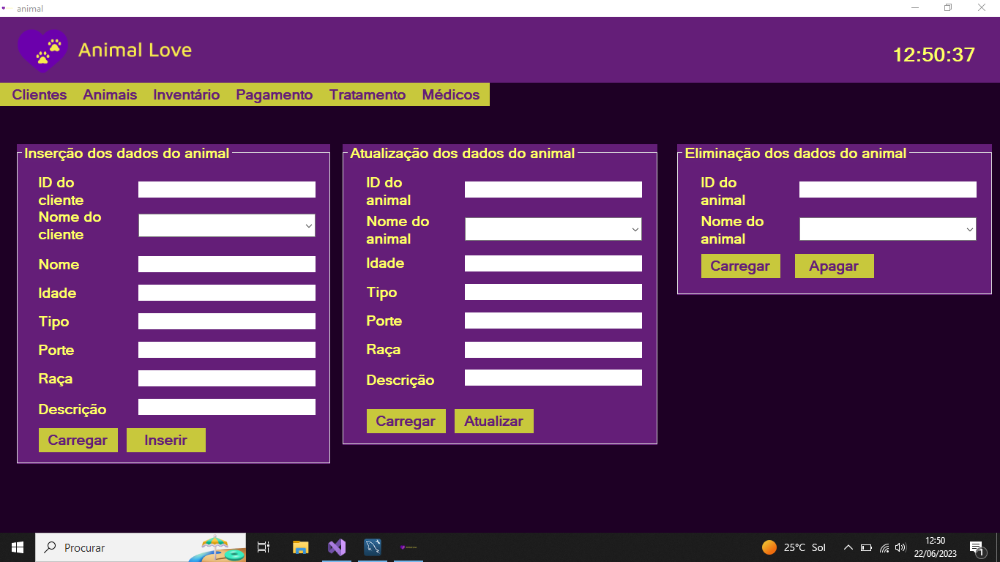 animal
Animal Love
12:50:37
Clientes Animais Inventário Pagamento Tratamento Médicos
Inserção dos dados do animal
ID do
cliente
Nome do
cliente
Nome
Idade
Tipo
Porte
Raça
Descrição
Carregar Inserir
Atualização dos dados do animal
ID do
animal
Nome do
animal
Idade
Tipo
Porte
Raça
Descrição
Carregar Atualizar
Eliminação dos dados do animal
ID do
animal
Nome do
animal
Carregar Apagar
Procurar
25°C Sol
12:50
22/06/2023
1